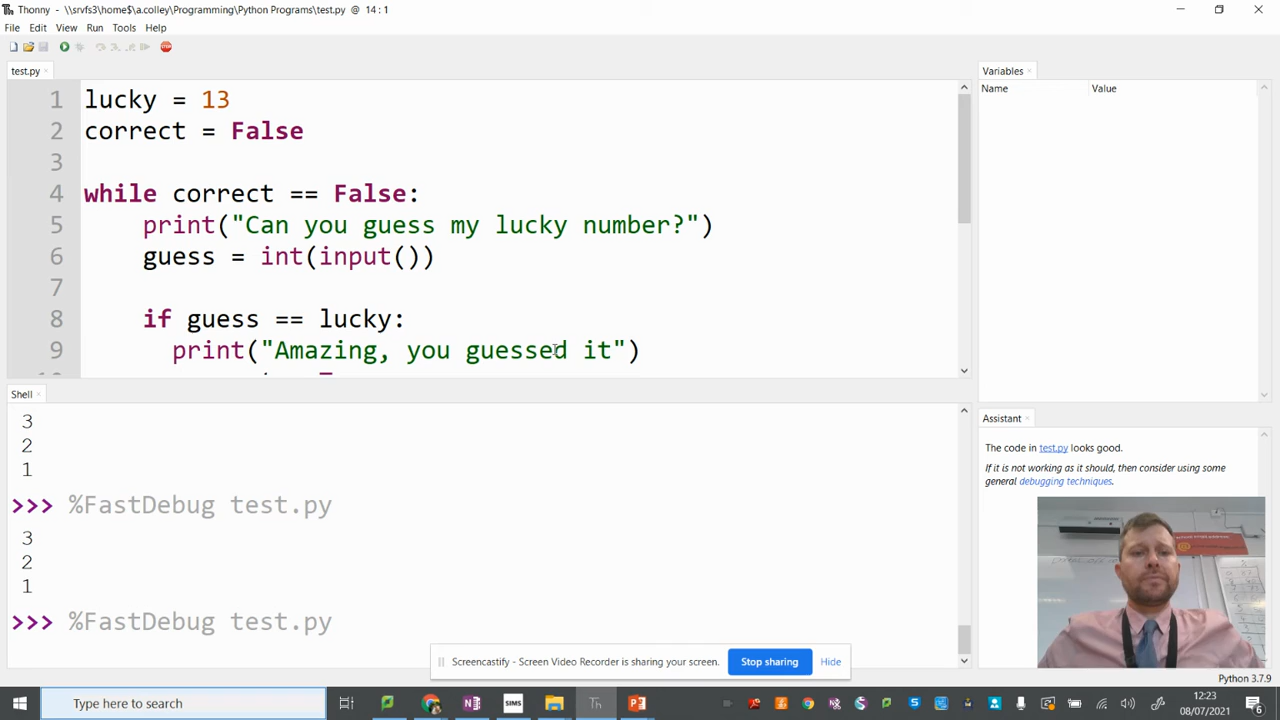 Thonny - \\srvfs3\home$\a.colley\Programming\Python Programs\test.py @ 14 : 1
File Edit View Run Tools Help
STOP
test.py ×
1 lucky = 13
2 correct = False
3
4 while correct == False:
5 print("Can you guess my lucky number?")
6 guess = int(input())
7
8 if guess == lucky:
9 print("Amazing, you guessed it")
Variables ×
Name Value
Shell ×
3
2
1
>>> %FastDebug test.py
3
2
1
>>> %FastDebug test.py
Assistant ×
The code in test.py looks good.
If it is not working as it should, then consider using some
general debugging techniques.
Screencastify - Screen Video Recorder is sharing your screen. Stop sharing Hide
Python 3.7.9
Type here to search
12:23
08/07/2021
6